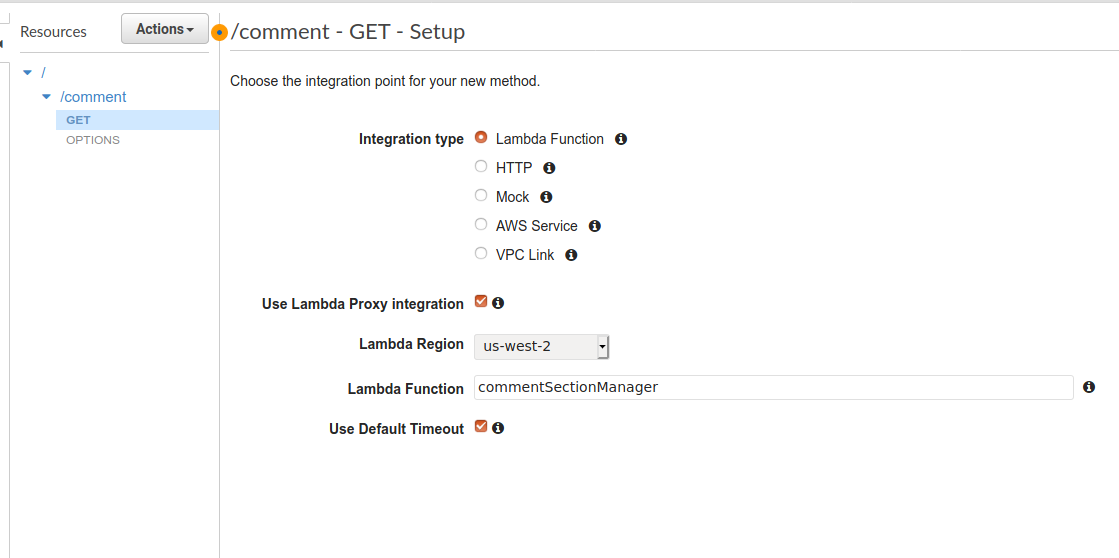 Resources
Actions
/comment - GET - Setup
/
/comment
GET
OPTIONS
Choose the integration point for your new method.
Integration type
Lambda Function
HTTP
Mock
AWS Service
VPC Link
Use Lambda Proxy integration
Lambda Region us-west-2
Lambda Function commentSectionManager
Use Default Timeout